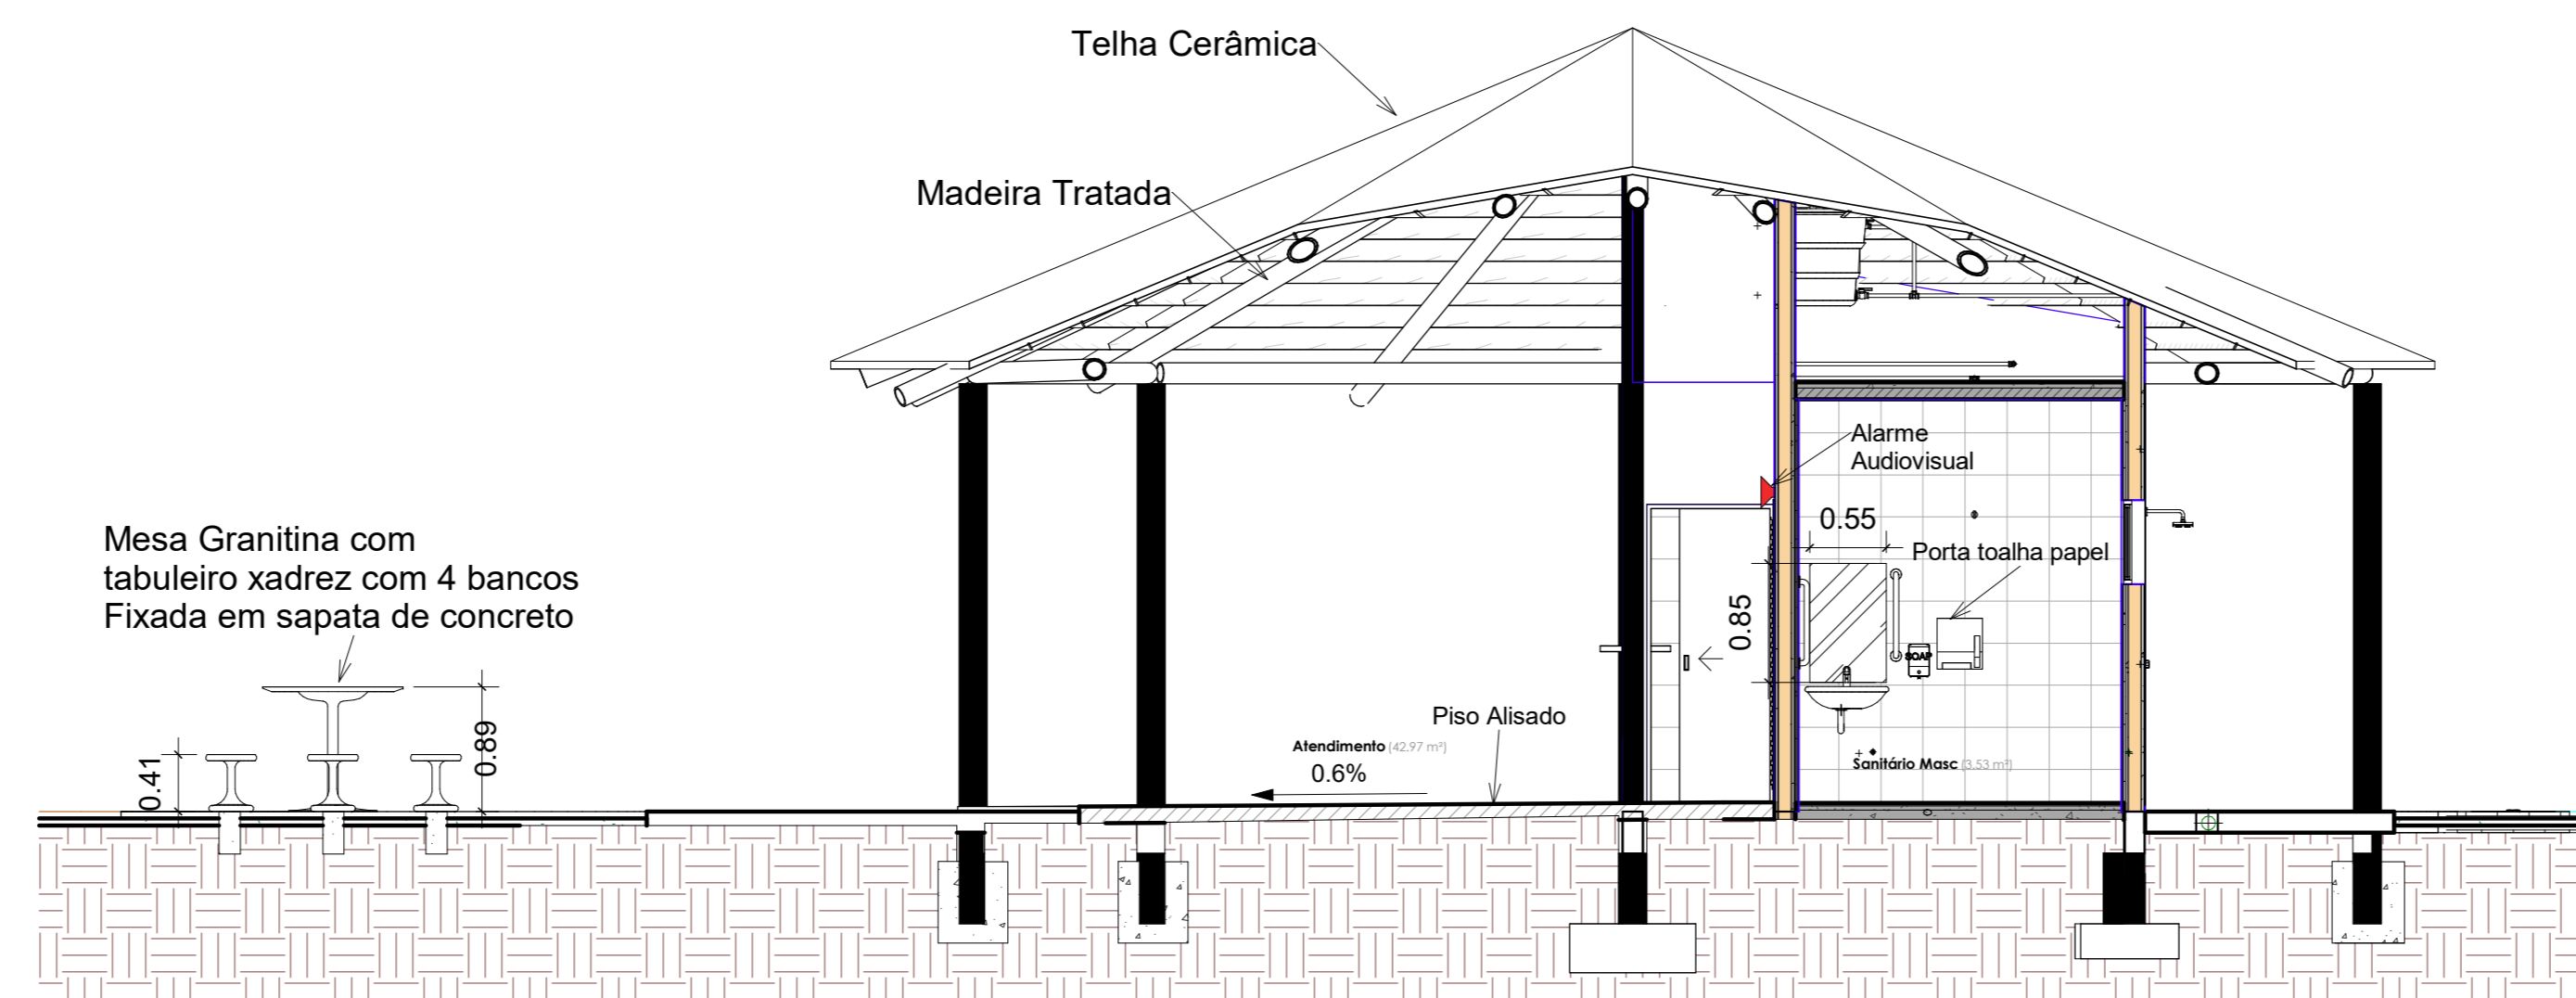 Telha Cerâmica
Madeira Tratada
Alarme
Audiovisual
0.55
Mesa Granitina com
tabuleiro xadrez com 4 bancos
Fixada em sapata de concreto
Porta toalha papel
0.85
SOAP
Piso Alisado
0.89
Atendimento (42.97 m²)
0.41
0.6%
Sanitário Masc (3.53 m²)